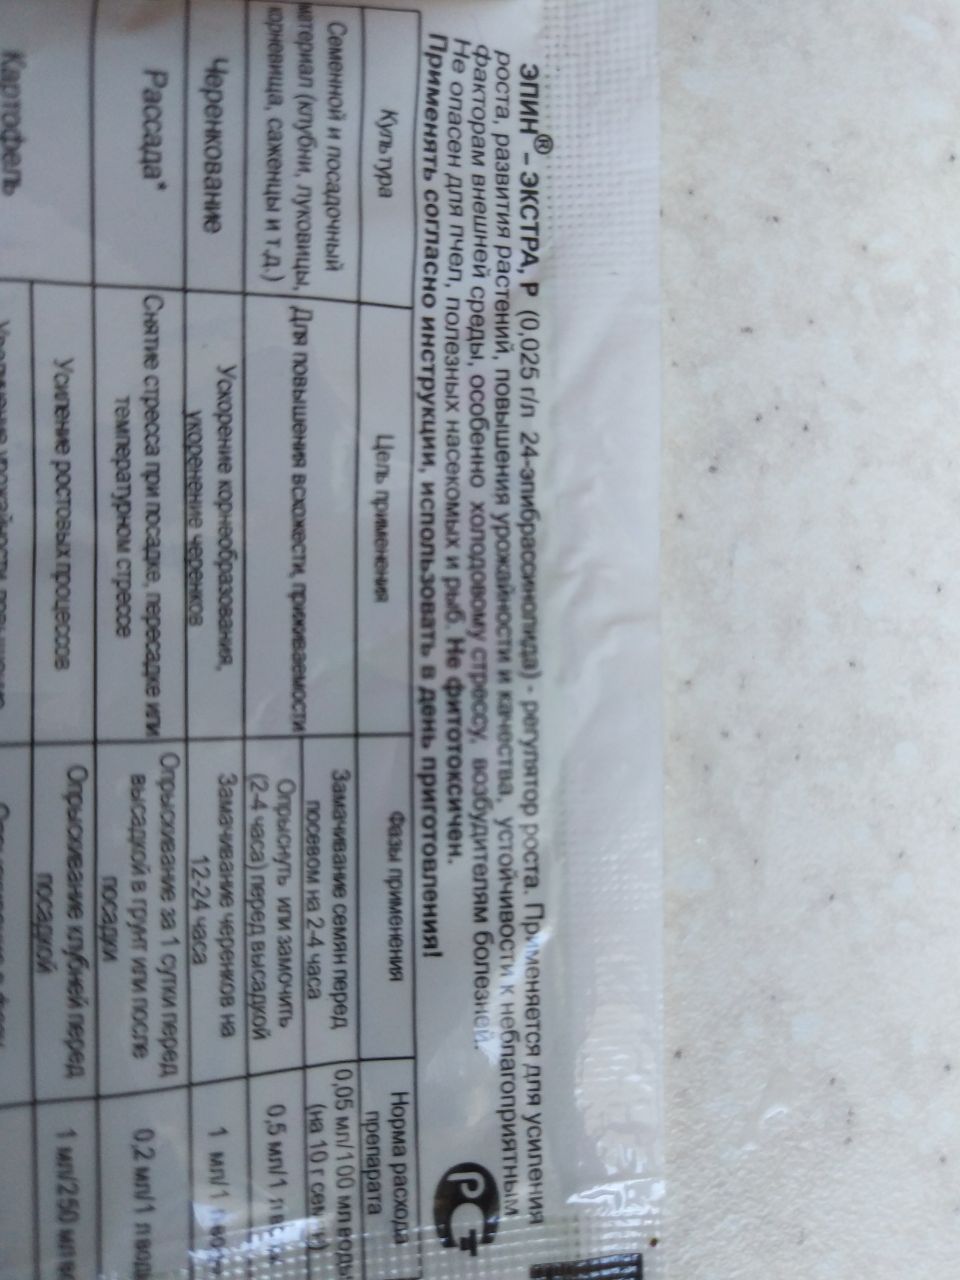 ЭПИН® – ЭКСТРА, Р (0,025 г/л 24-эпибрассинолида) - регулятор роста. Применяется для усиления
роста, развития растений, повышения урожайности и качества, устойчивости к неблагоприятным
факторам внешней среды, особенно холодовому стрессу, возбудителям болезней.
Не опасен для пчел, полезных насекомых и рыб. Не фитотоксичен.
Применять согласно инструкции, использовать в день приготовления!
РСТ
Культура
Цель применения
Фазы применения
Норма расхода
препарата
Семенной и посадочный
материал (клубни, луковицы,
корневища, саженцы и т.д.)
Для повышения всхожести, приживаемости
Замачивание семян перед
посевом на 2-4 часа
0,05 мл/100 мл воды
(на 10 г семян)
Опрыснуть или замочить
(2-4 часа) перед высадкой
0,5 мл/1 л
Черенкование
Ускорение корнеобразования,
укоренение черенков
Замачивание черенков на
12-24 часа
1 мл/1 л
Рассада*
Снятие стресса при посадке, пересадке или
температурном стрессе
Опрыскивание за 1 сутки перед
высадкой в грунт или после
посадки
0,2 мл/1 л
Картофель
Усиление ростовых процессов
Опрыскивание клубней перед
посадкой
1 мл/250 мл